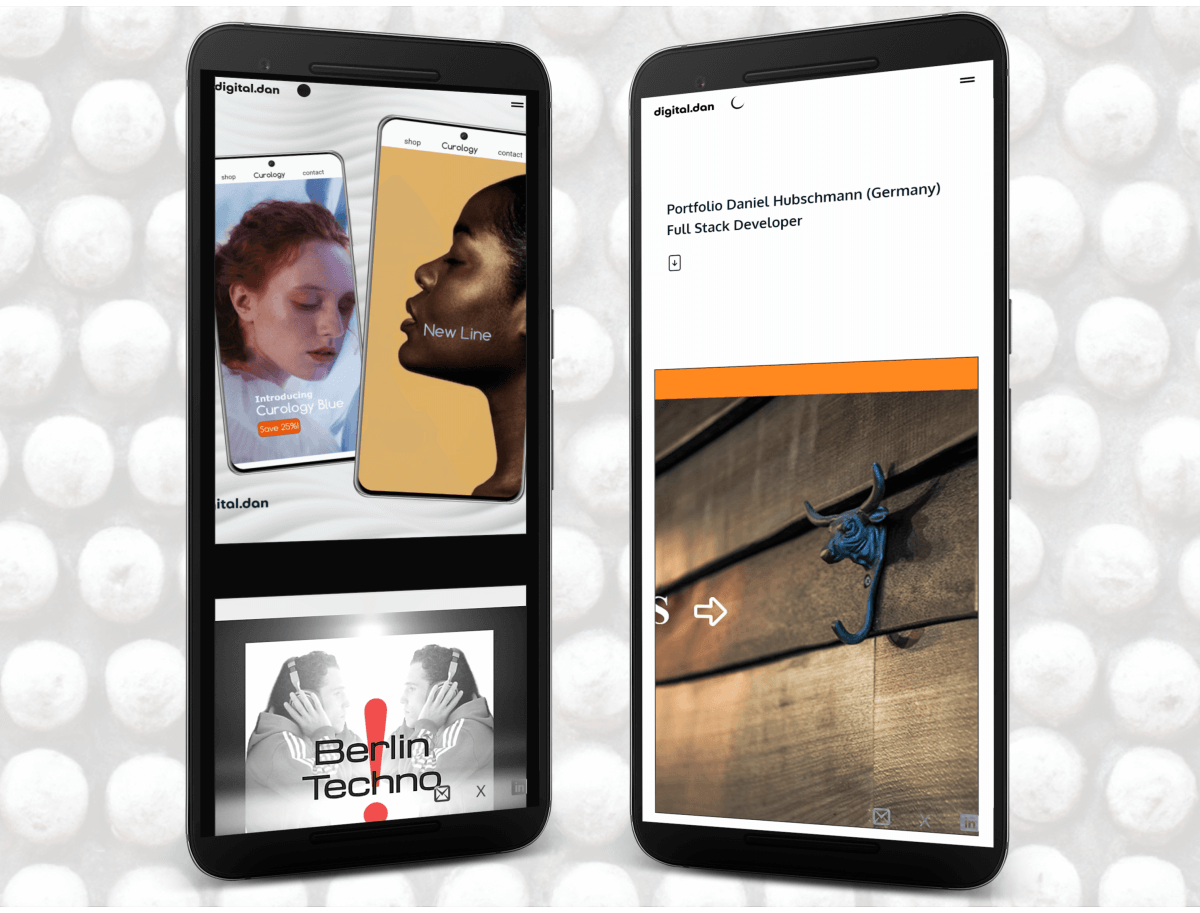 digital.dan
shop
Curology
contact
Introducing
Curology Blue
Save 25%!
shop
Curology
contact
New Line
ital.dan
Berlin
Techno
!
X
in
digital.dan
Portfolio Daniel Hubschmann (Germany)
Full Stack Developer
S
X
in